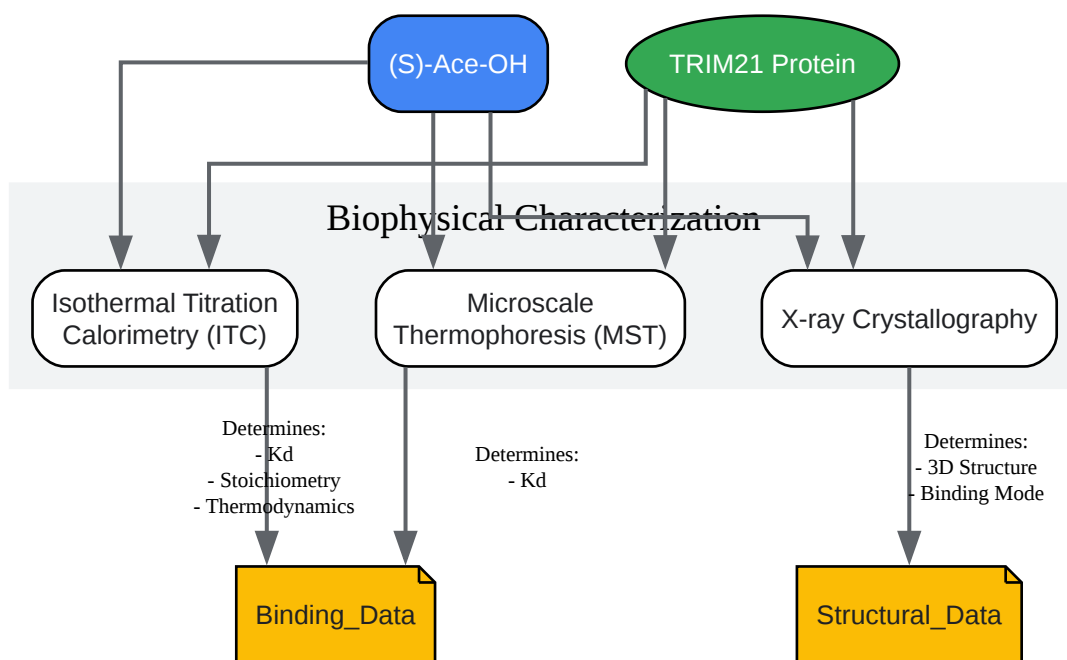 (S)-Ace-OH
TRIM21 Protein
Biophysical Characterization
Isothermal Titration
Calorimetry (ITC)
Microscale
Thermophoresis (MST)
X-ray Crystallography
Determines:
- Kd
- Stoichiometry
- Thermodynamics
Determines:
- Kd
Determines:
- 3D Structure
- Binding Mode
Binding_Data
Structural_Data